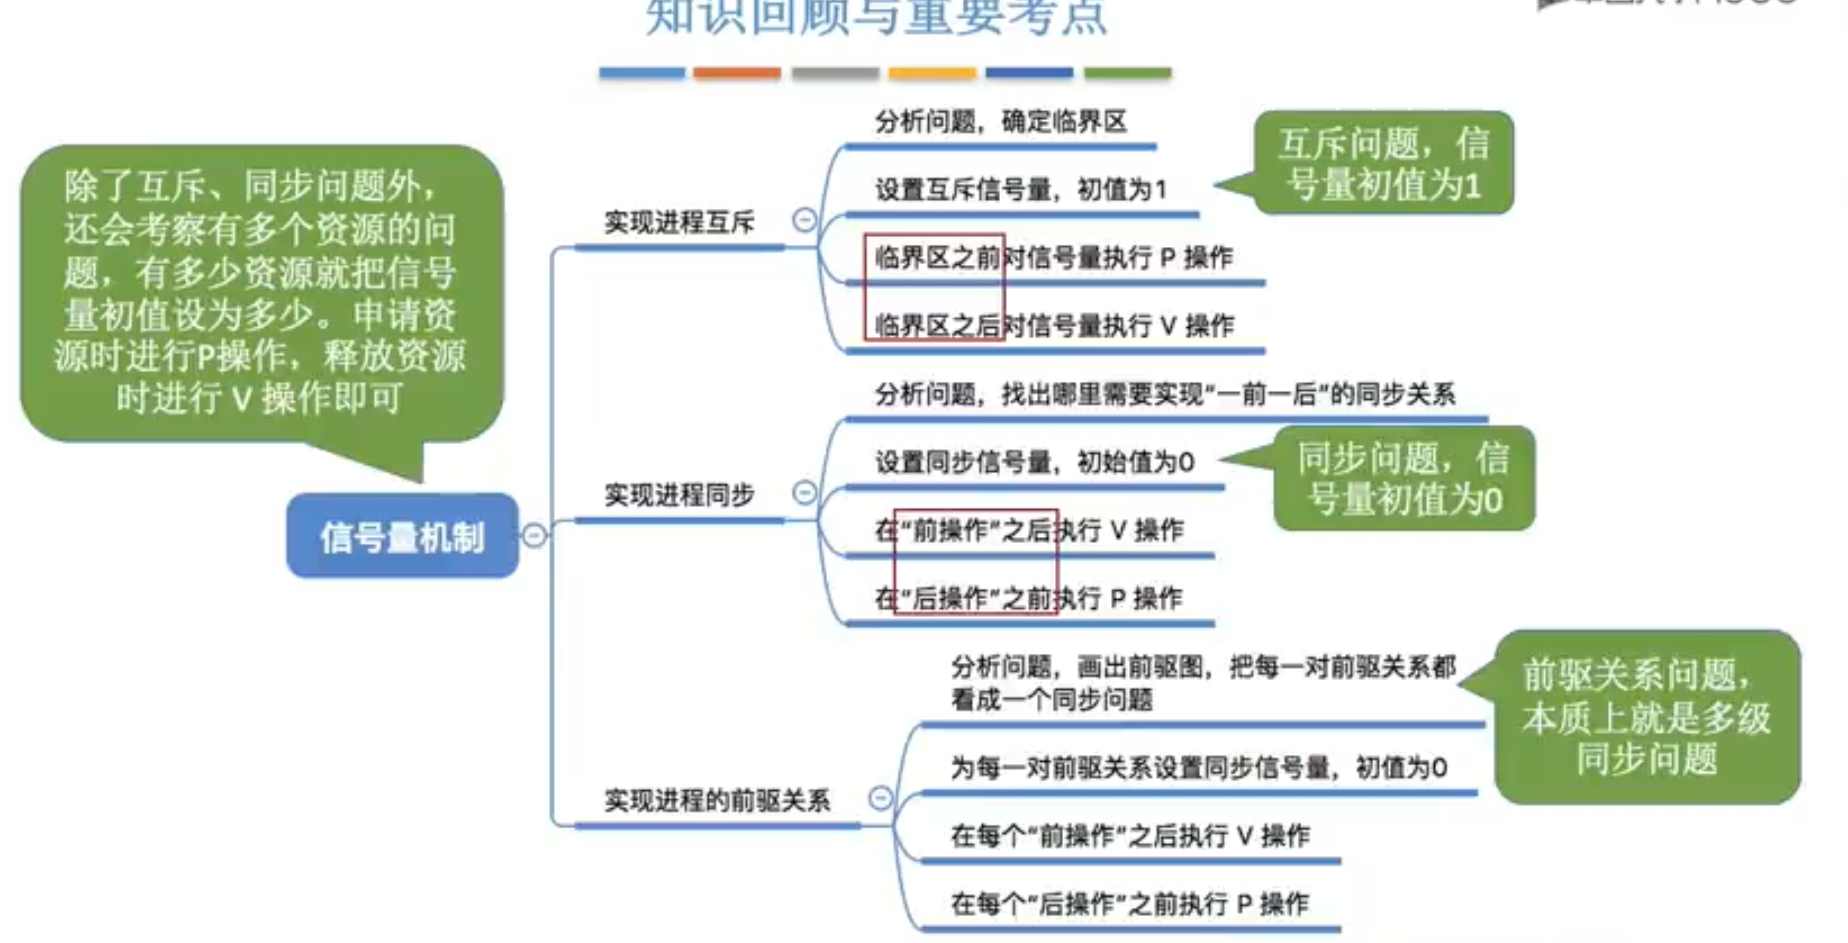 知识回顾与重要考点
分析问题，确定临界区
设置互斥信号量，初值为1
互斥问题，信
号量初值为1
实现进程互斥
临界区之前对信号量执行 P 操作
临界区之后对信号量执行 V 操作
除了互斥、同步问题外，
还会考察有多个资源的问
题，有多少资源就把信号
量初值设为多少。申请资
源时进行P操作，释放资源
时进行 V 操作即可
分析问题，找出哪里需要实现“一前一后”的同步关系
设置同步信号量，初始值为0
同步问题，信
号量初值为0
实现进程同步
在“前操作”之后执行 V 操作
在“后操作”之前执行 P 操作
信号量机制
分析问题，画出前驱图，把每一对前驱关系都
看成一个同步问题
前驱关系问题，
本质上就是多级
同步问题
为每一对前驱关系设置同步信号量，初值为0
实现进程的前驱关系
在每个“前操作”之后执行 V 操作
在每个“后操作”之前执行 P 操作